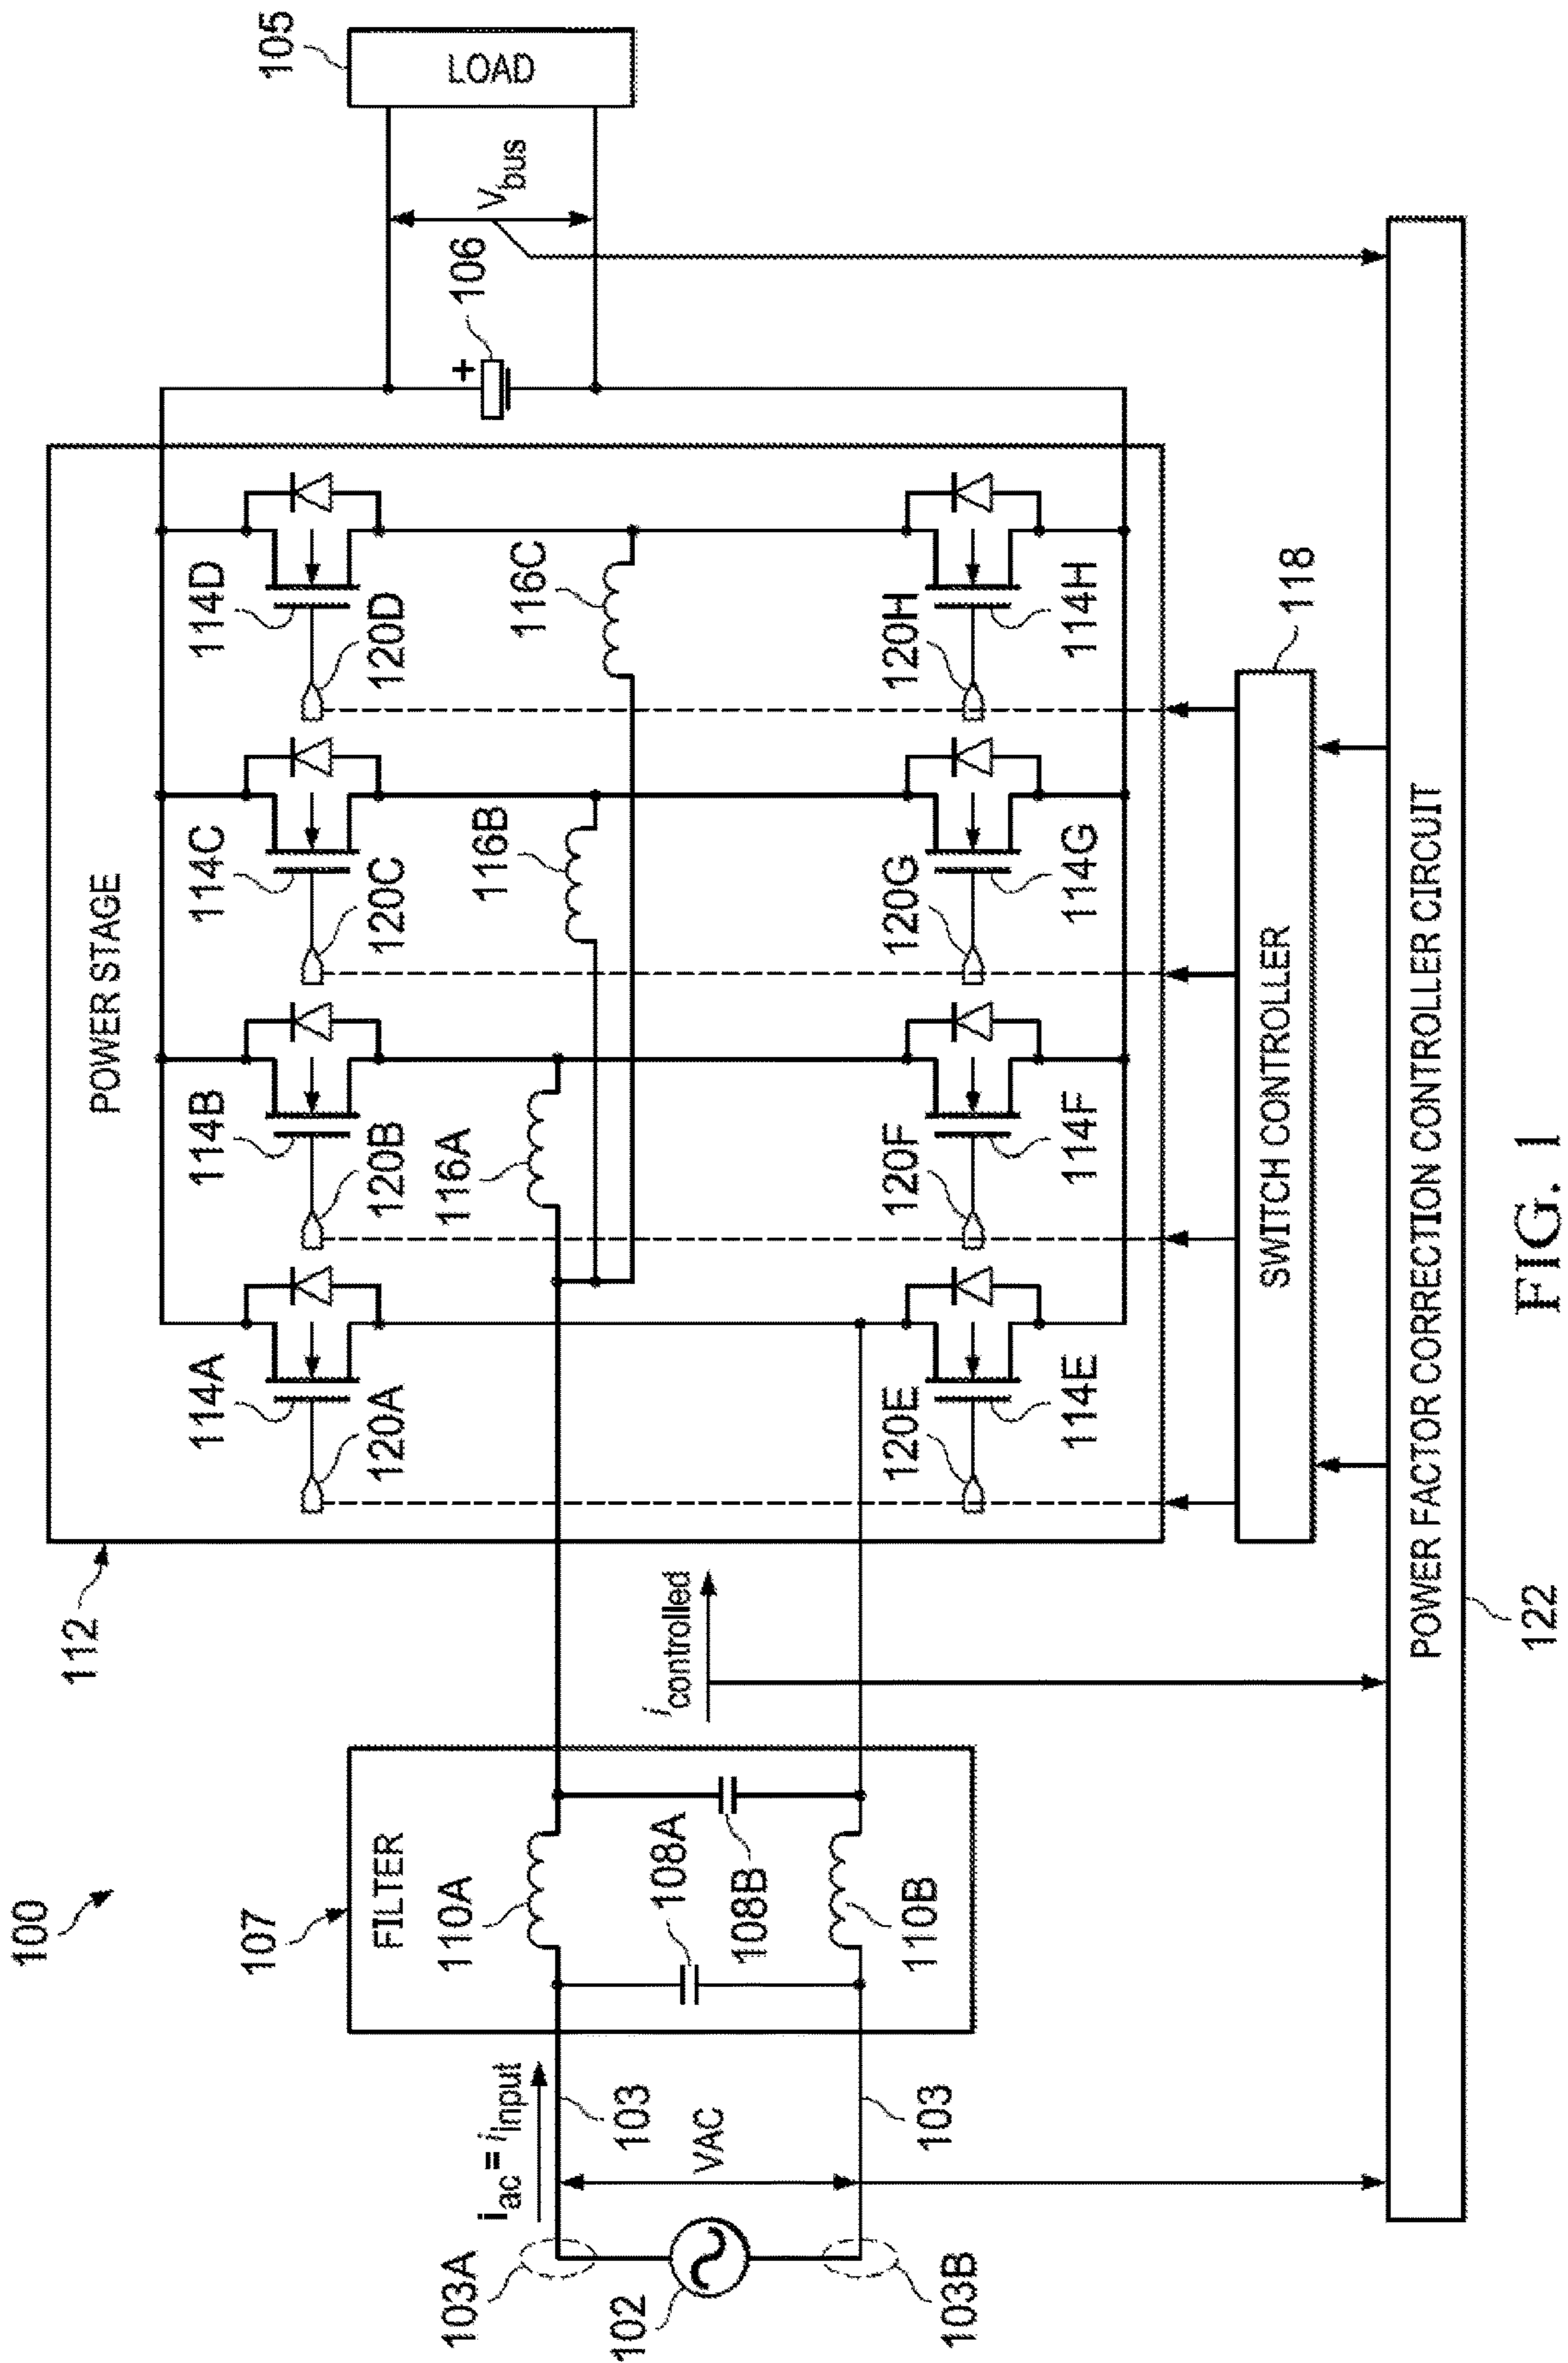 100
112
POWER STAGE
114A
114B
114C
114D
120A
120B
120C
120D
105
LOAD
106
+
Vbus
107
FILTER
110A
108A
108B
110B
116A
116B
116C
iac = iinput
103A
103
VAC
102
103
103B
icontrolled
120E
120F
120G
120H
114E
114F
114G
114H
SWITCH CONTROLLER
118
POWER FACTOR CORRECTION CONTROLLER CIRCUIT
122
FIG. 1